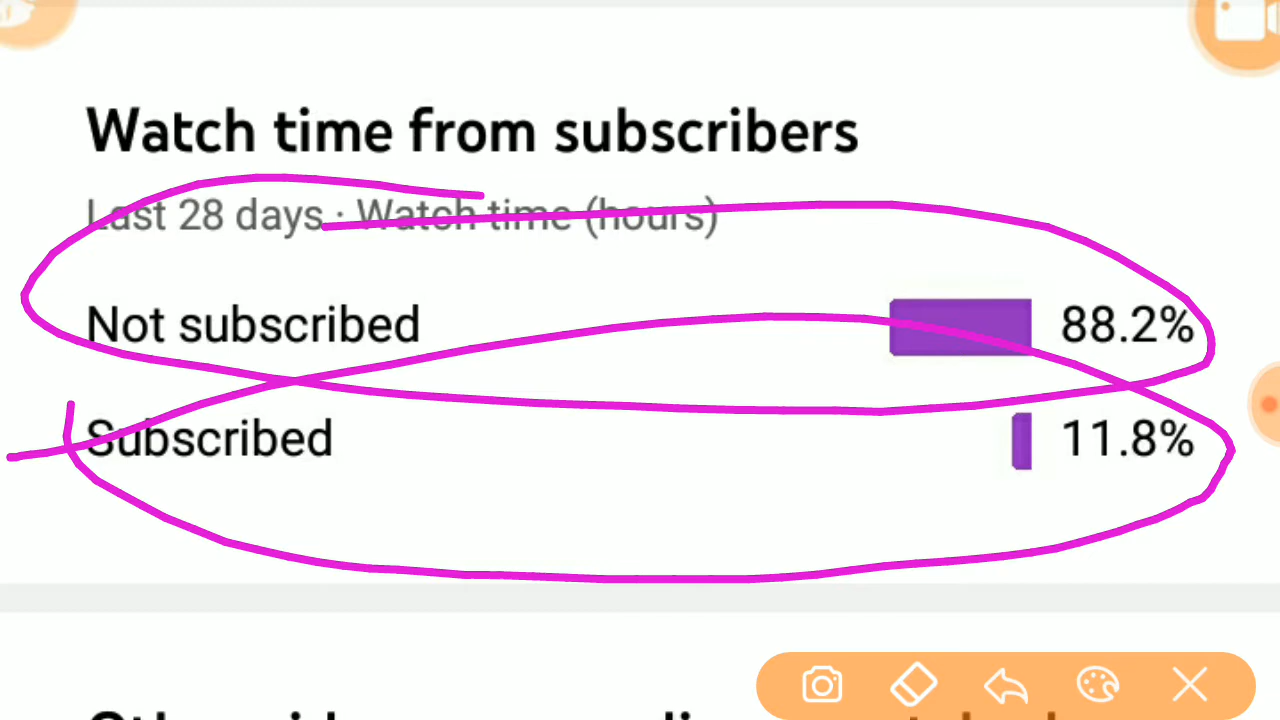 Watch time from subscribers
Last 28 days · Watch time (hours)
Not subscribed 88.2%
Subscribed 11.8%